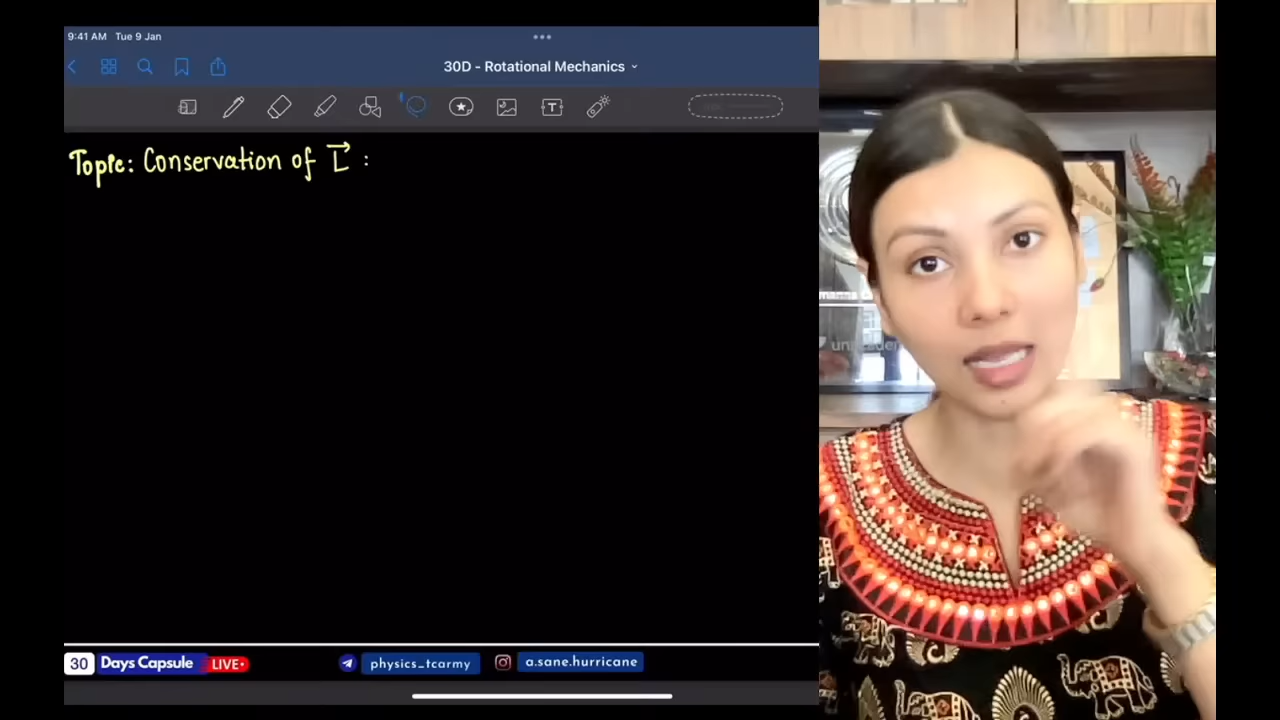 9:41 AM Tue 9 Jan
30D - Rotational Mechanics
T
Topic: Conservation of L⃗ :
30 Days Capsule LIVE•
physics_tcarmy
a.sane.hurricane